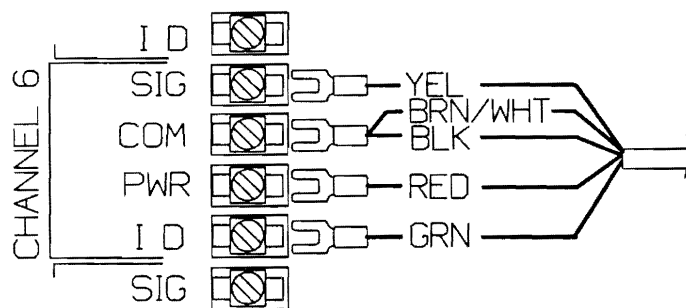 I D
SIG YEL
BRN/WHT
COM BLK
PWR RED
I D GRN
SIG
CHANNEL 6